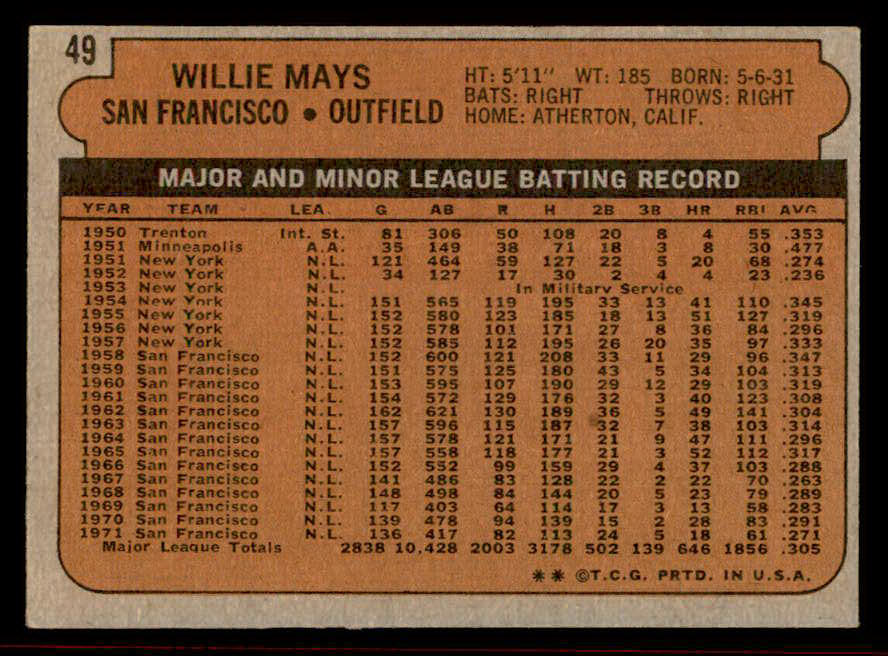 49
WILLIE MAYS
SAN FRANCISCO • OUTFIELD
HT: 5'11" WT: 185 BORN: 5-6-31
BATS: RIGHT THROWS: RIGHT
HOME: ATHERTON, CALIF.
MAJOR AND MINOR LEAGUE BATTING RECORD
YEAR TEAM LEA G AB R H 2B 3B HR RBI AVG
1950 Trenton Int. St. 81 306 50 108 20 8 4 55 .353
1951 Minneapolis A.A. 35 149 38 71 18 3 8 30 .477
1951 New York N.L. 121 464 59 127 22 5 20 68 .274
1952 New York N.L. 34 127 17 30 2 4 4 23 .236
1953 New York N.L. In Military Service
1954 New York N.L. 151 565 119 195 33 13 41 110 .345
1955 New York N.L. 152 580 123 185 18 13 51 127 .319
1956 New York N.L. 152 578 101 171 27 8 36 84 .296
1957 New York N.L. 152 585 112 195 26 20 35 97 .333
1958 San Francisco N.L. 152 600 121 208 33 11 29 96 .347
1959 San Francisco N.L. 151 575 125 180 43 5 34 104 .313
1960 San Francisco N.L. 153 595 107 190 29 12 29 103 .319
1961 San Francisco N.L. 154 572 129 176 32 3 40 123 .308
1962 San Francisco N.L. 162 621 130 189 36 5 49 141 .304
1963 San Francisco N.L. 157 596 115 187 32 7 38 103 .314
1964 San Francisco N.L. 157 578 121 171 21 9 47 111 .296
1965 San Francisco N.L. 157 558 118 177 21 3 52 112 .317
1966 San Francisco N.L. 152 552 99 159 29 4 37 103 .288
1967 San Francisco N.L. 141 486 83 128 22 2 22 70 .263
1968 San Francisco N.L. 148 498 84 144 20 5 23 79 .289
1969 San Francisco N.L. 117 403 64 114 17 3 13 58 .283
1970 San Francisco N.L. 139 478 94 139 15 2 28 83 .291
1971 San Francisco N.L. 136 417 82 113 24 5 18 61 .271
Major League Totals 2838 10,428 2003 3178 502 139 646 1856 .305
** ©T.C.G. PRTD. IN U.S.A.